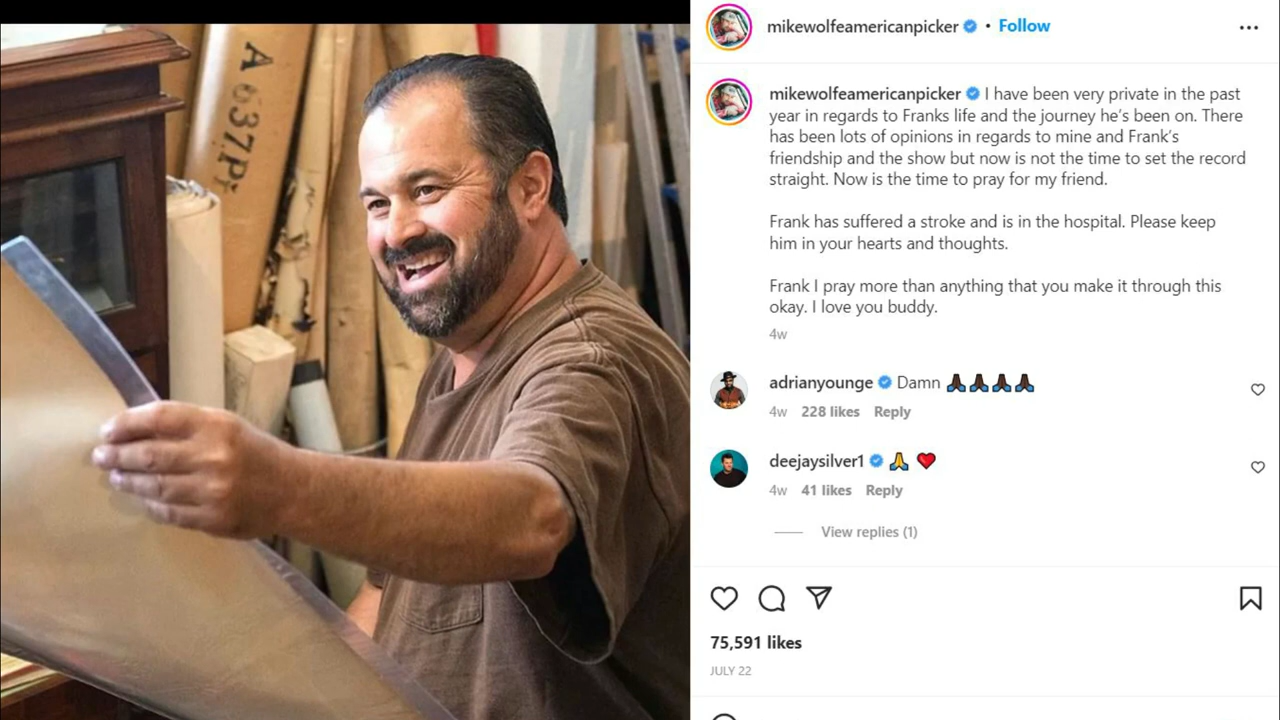 A 637Pf
mikewolfeamericanpicker • Follow
mikewolfeamericanpicker I have been very private in the past
year in regards to Franks life and the journey he's been on. There
has been lots of opinions in regards to mine and Frank's
friendship and the show but now is not the time to set the record
straight. Now is the time to pray for my friend.
Frank has suffered a stroke and is in the hospital. Please keep
him in your hearts and thoughts.
Frank I pray more than anything that you make it through this
okay. I love you buddy.
4w
adrianyounge Damn 🙏🏿🙏🏿🙏🏿🙏🏿
4w 228 likes Reply
deejaysilver1 🙏 ❤️
4w 41 likes Reply
View replies (1)
75,591 likes
JULY 22